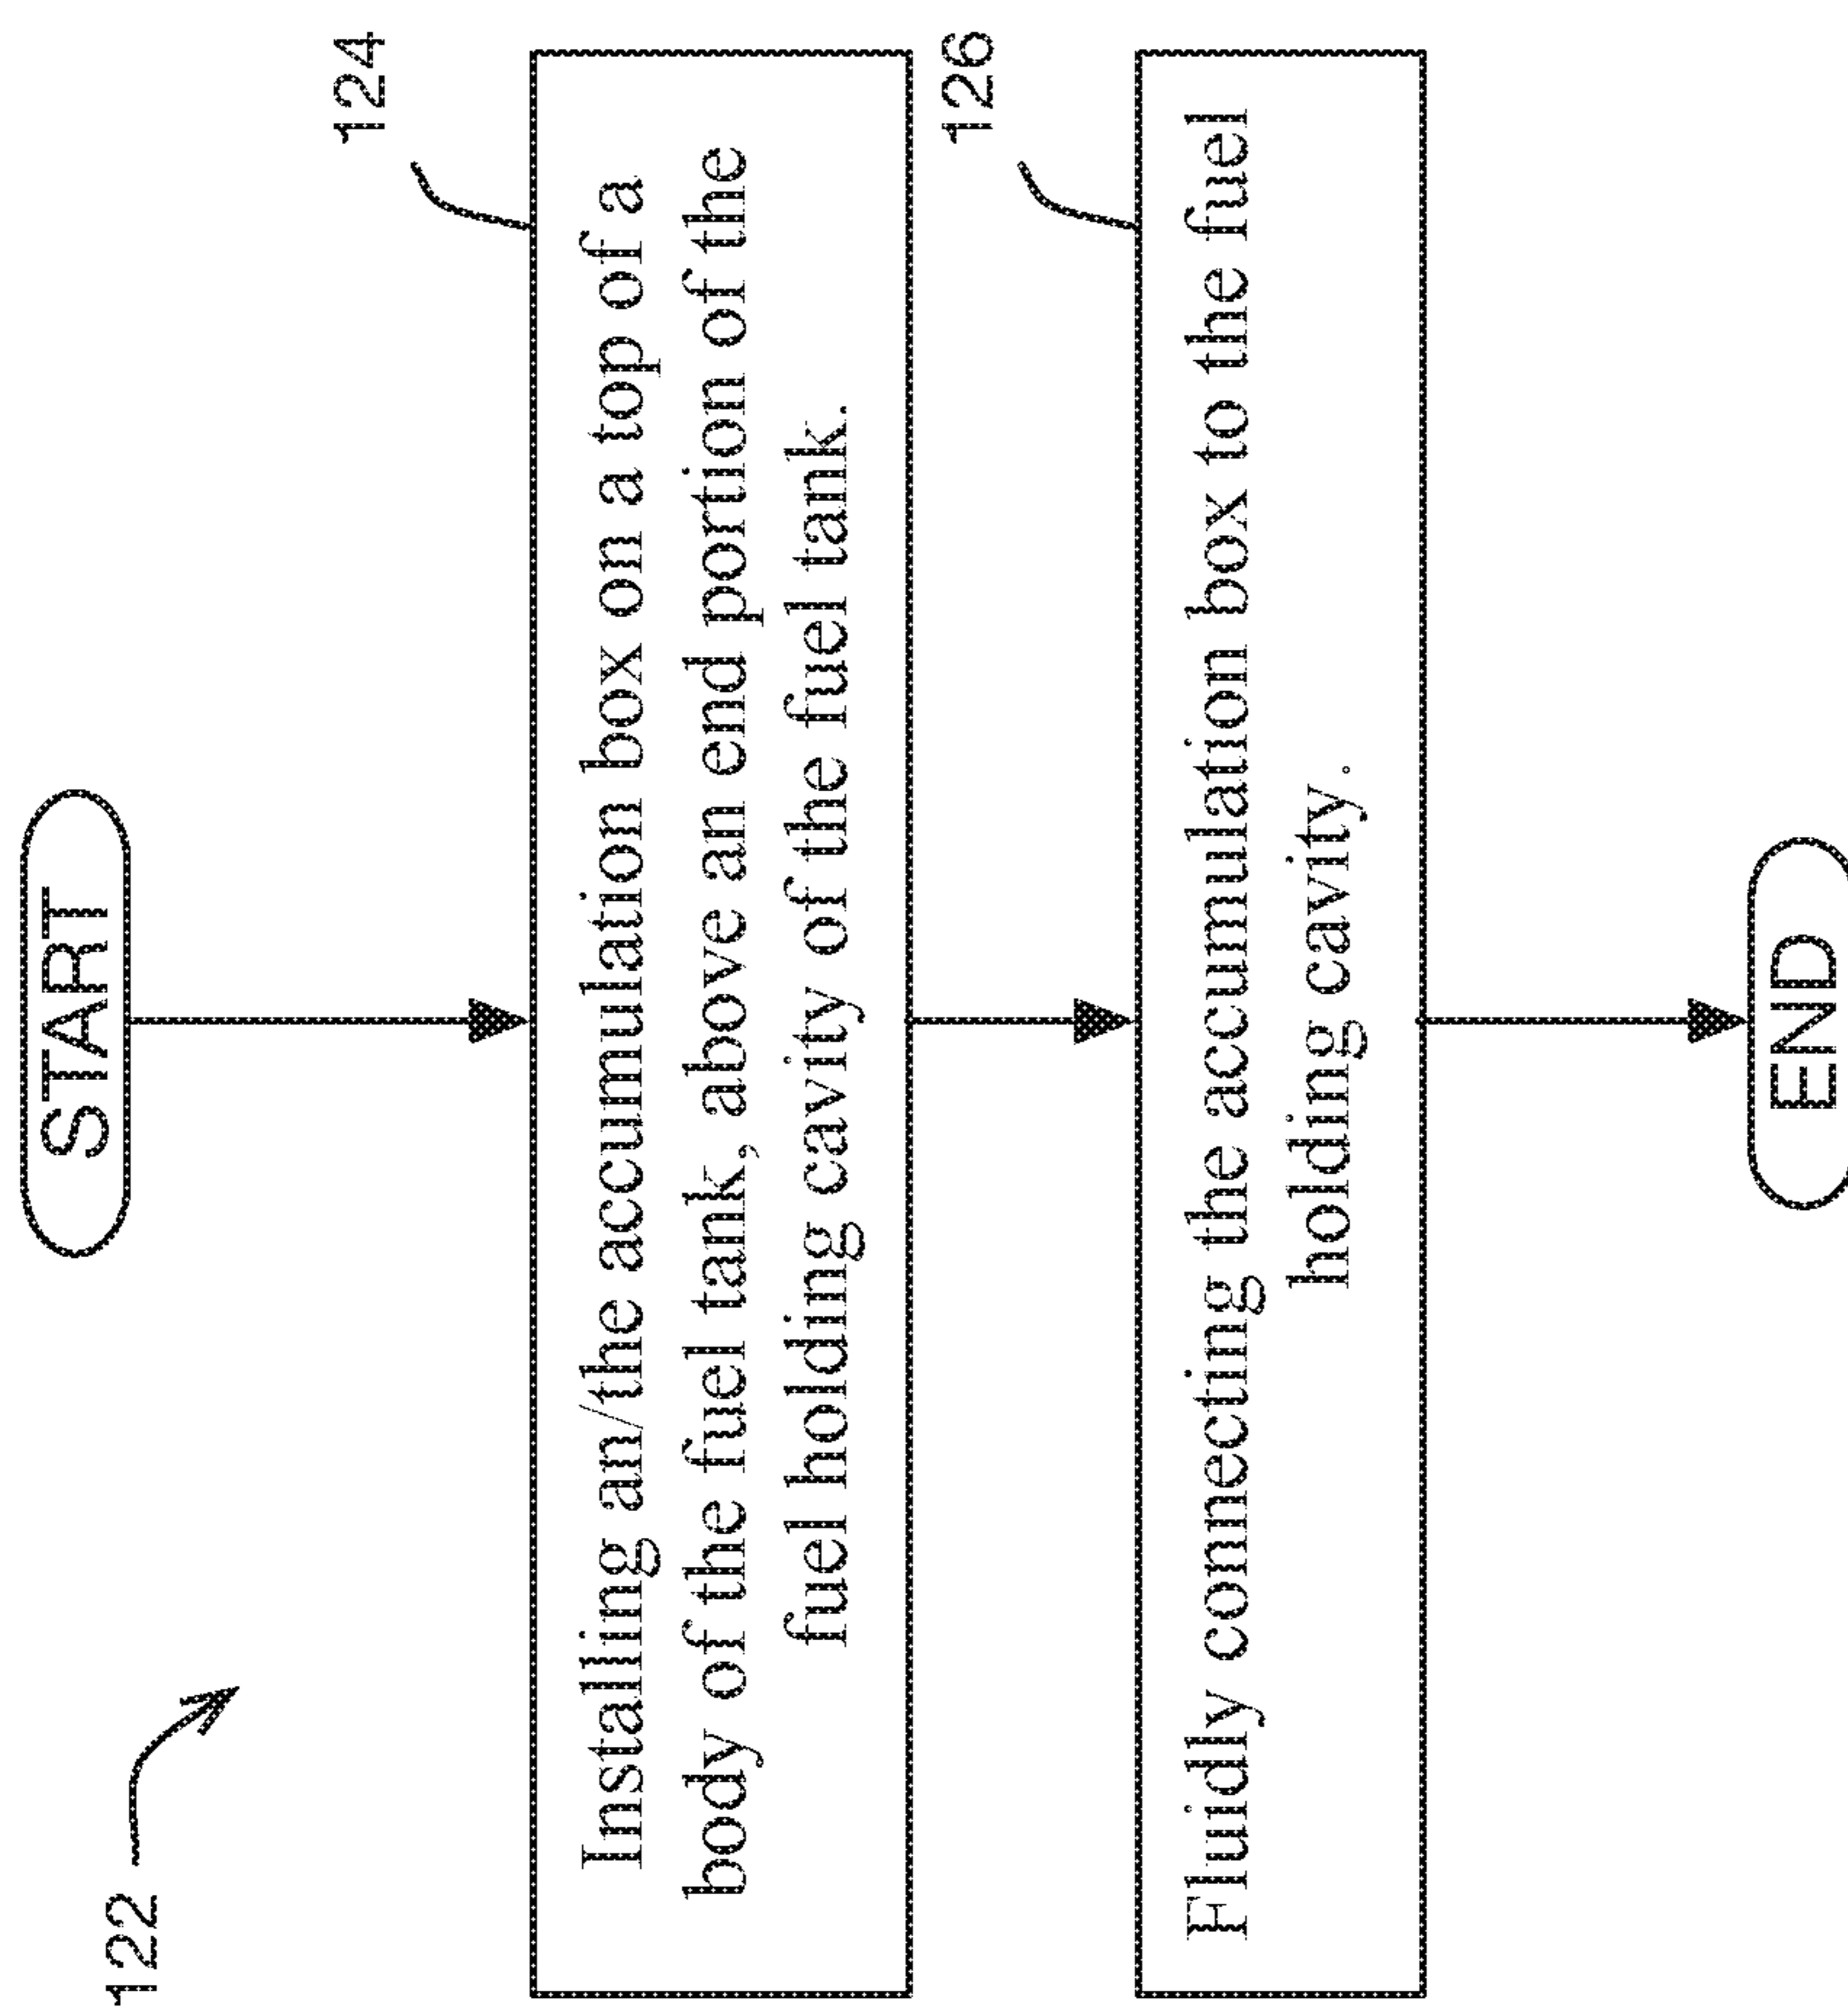 122
START
124
Installing an/the accumulation box on a top of a
body of the fuel tank, above an end portion of the
fuel holding cavity of the fuel tank.
126
Fluidly connecting the accumulation box to the fuel
holding cavity.
END